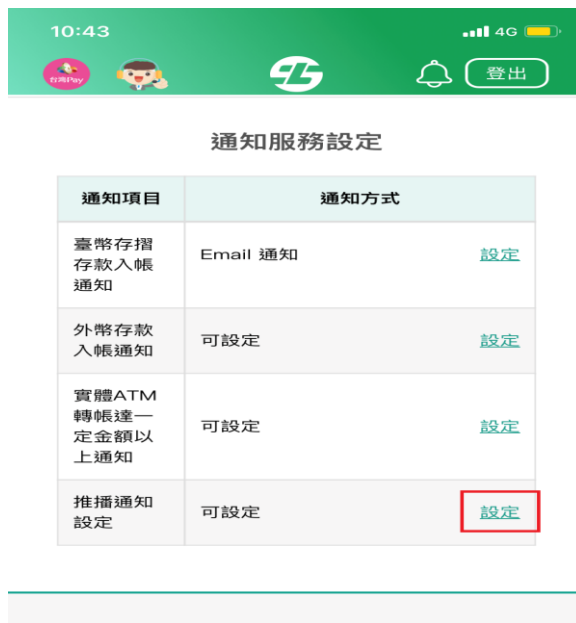 10:43
4G
台灣Pay
登出
通知服務設定
通知項目
通知方式
臺幣存摺
存款入帳
通知
Email 通知
設定
外幣存款
入帳通知
可設定
設定
實體ATM
轉帳達一
定金額以
上通知
可設定
設定
推播通知
設定
可設定
設定